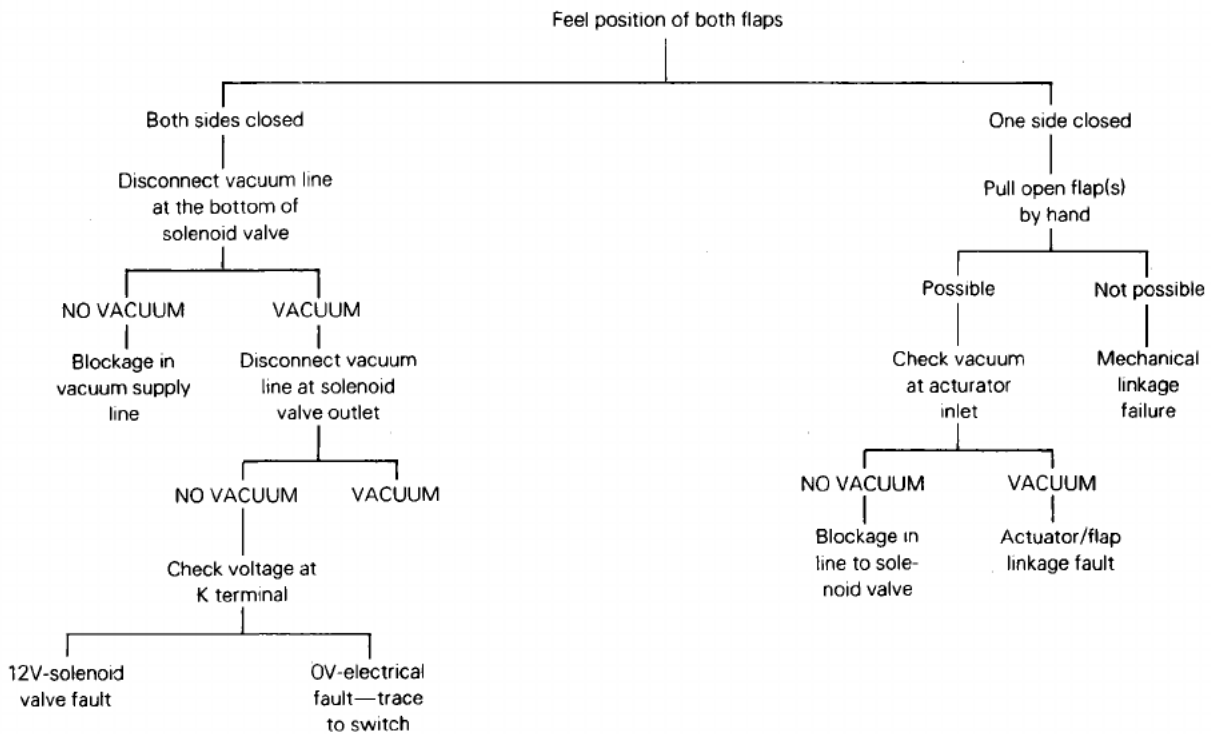 Feel position of both flaps
Both sides closed
One side closed
Disconnect vacuum line
at the bottom of
solenoid valve
Pull open flap(s)
by hand
NO VACUUM
VACUUM
Possible
Not possible
Blockage in
vacuum supply
line
Disconnect vacuum
line at solenoid
valve outlet
Check vacuum
at acturator
inlet
Mechanical
linkage
failure
NO VACUUM
VACUUM
NO VACUUM
VACUUM
Check voltage at
K terminal
Blockage in
line to sole-
noid valve
Actuator/flap
linkage fault
12V-solenoid
valve fault
0V-electrical
fault—trace
to switch